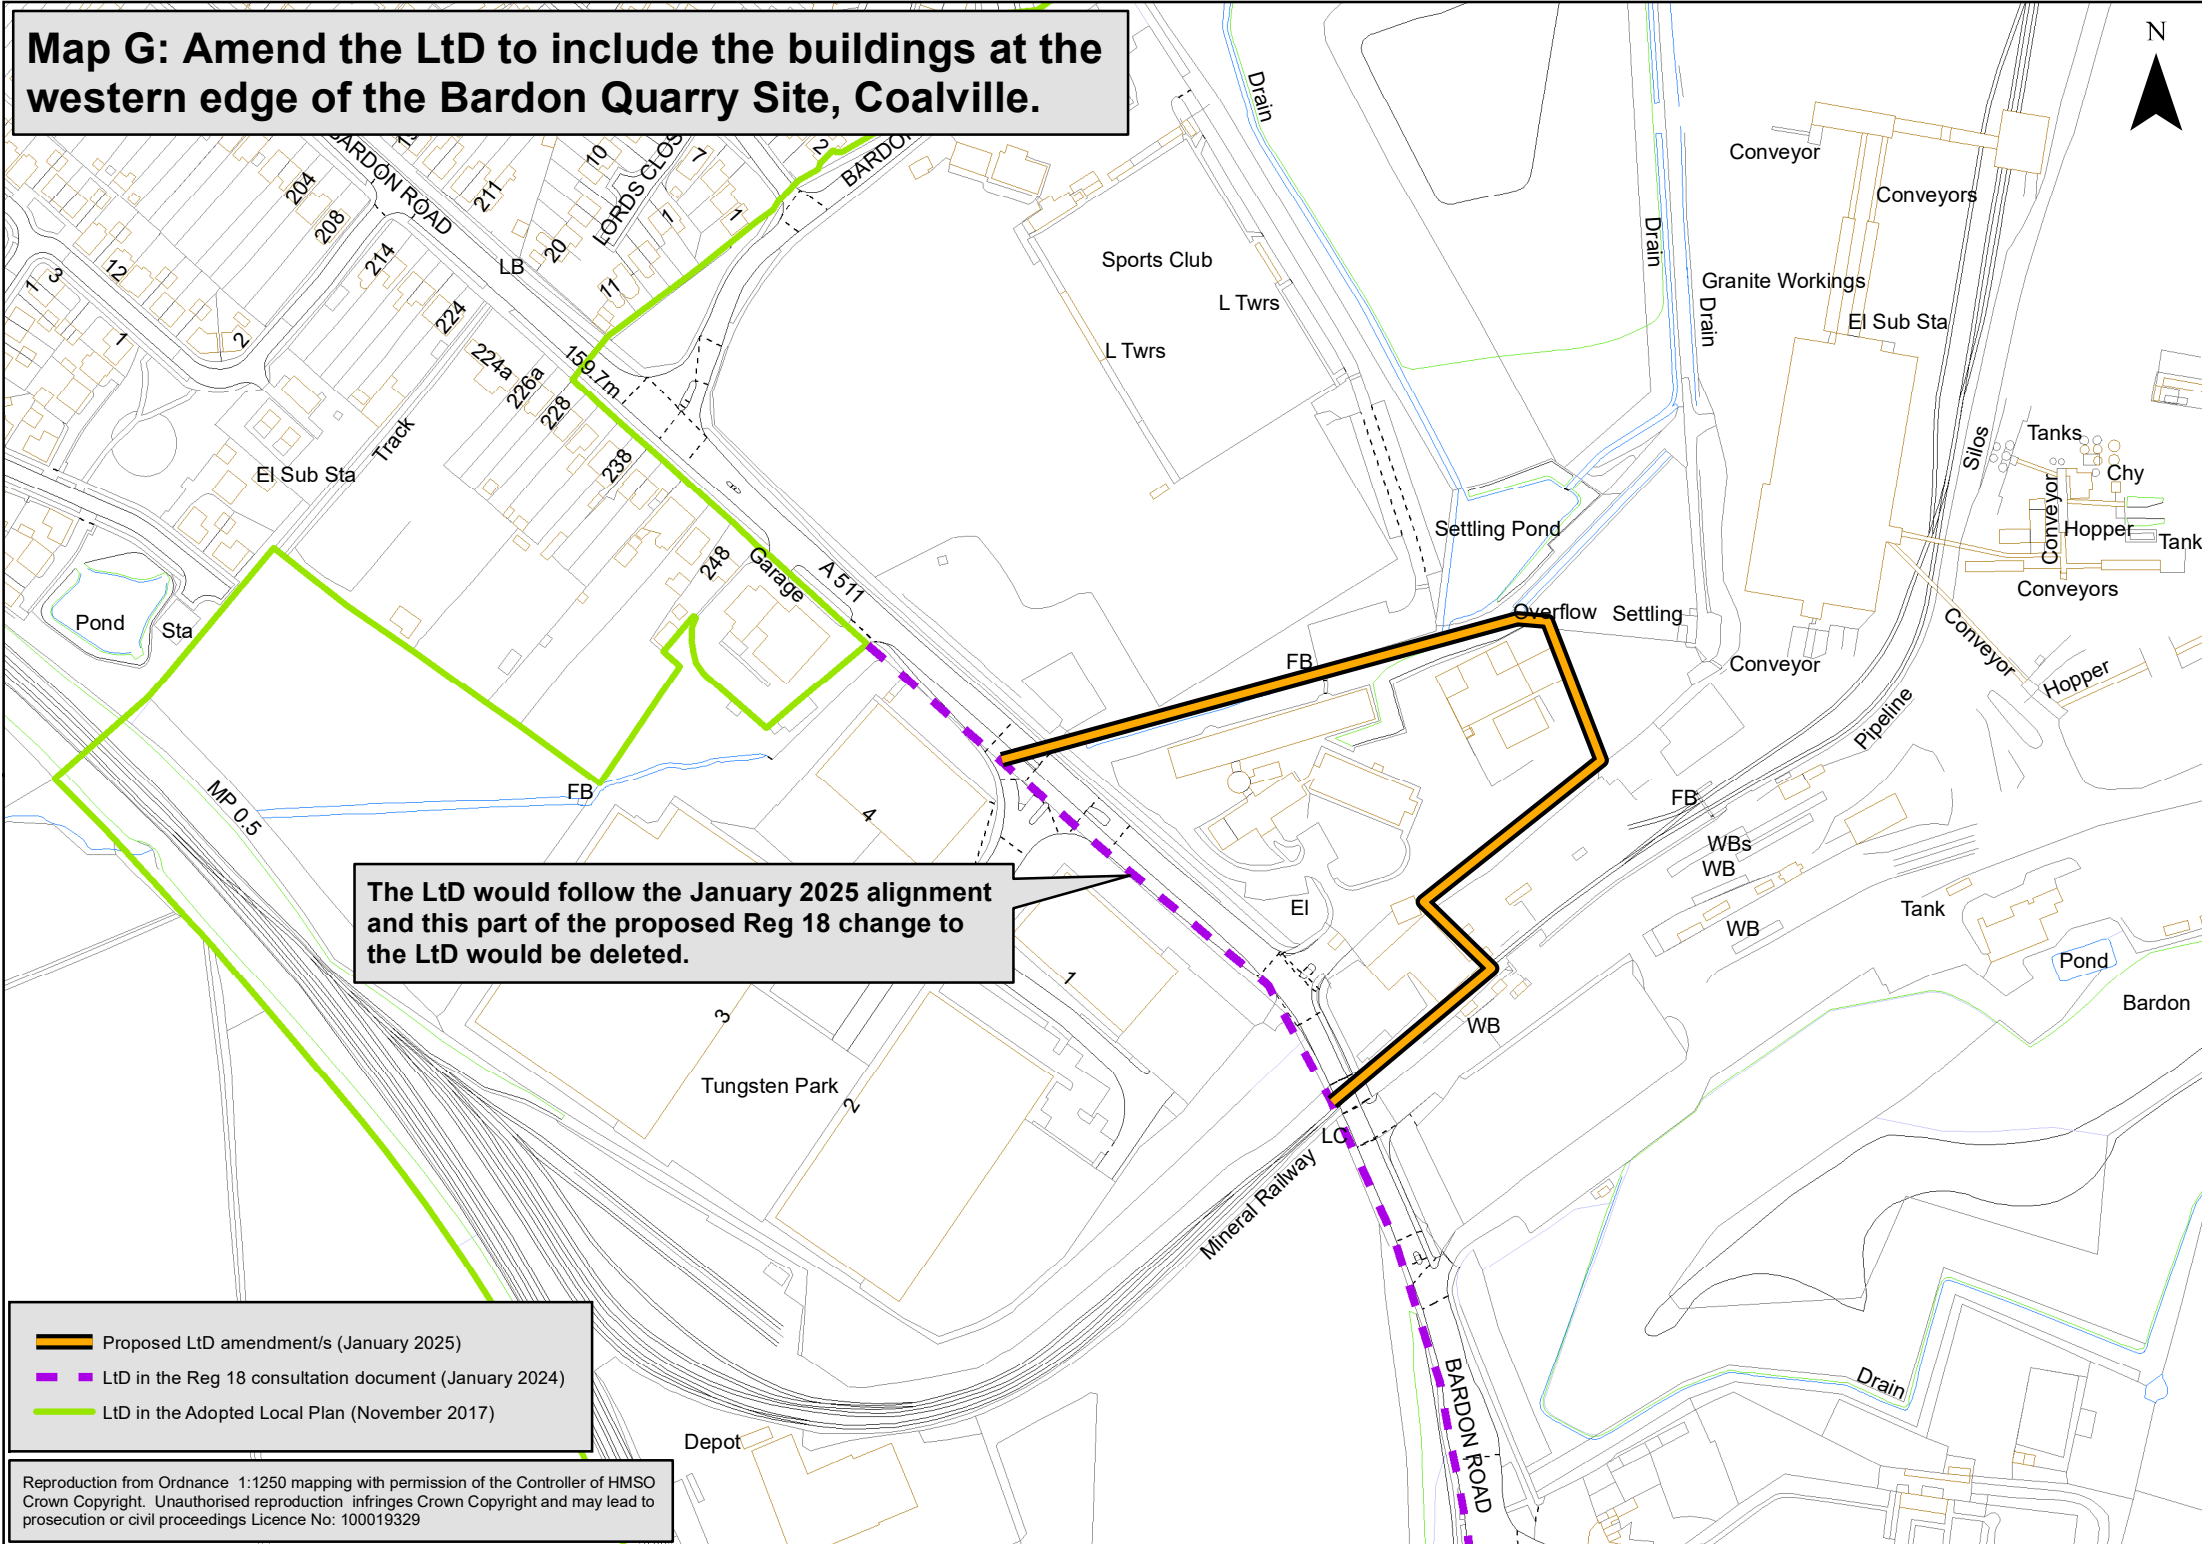 Map G: Amend the LtD to include the buildings at the
western edge of the Bardon Quarry Site, Coalville.
N
Drain
Conveyor
Conveyors
BARDON ROAD
204
208
211
10
LORDS CLOS
7
2
BARDON
1
1
20
LB
11
12
3
1
1
2
214
224
224a
226a
228
159.7m
238
248
Garage
A 511
Track
El Sub Sta
Sports Club
L Twrs
L Twrs
Drain
Drain
Granite Workings
El Sub Sta
Silos
Tanks
Chy
Conveyor
Hopper
Tank
Conveyors
Settling Pond
Overflow
Settling
Conveyor
Conveyor
Hopper
Pipeline
Pond
Sta
FB
FB
MP 0.5
FB
4
FB
WBs
WB
WB
Tank
Pond
Bardon
El
WB
The LtD would follow the January 2025 alignment
and this part of the proposed Reg 18 change to
the LtD would be deleted.
1
3
2
Tungsten Park
LC
Mineral Railway
BARDON ROAD
Drain
Depot
Proposed LtD amendment/s (January 2025)
LtD in the Reg 18 consultation document (January 2024)
LtD in the Adopted Local Plan (November 2017)
Reproduction from Ordnance 1:1250 mapping with permission of the Controller of HMSO
Crown Copyright. Unauthorised reproduction infringes Crown Copyright and may lead to
prosecution or civil proceedings Licence No: 100019329